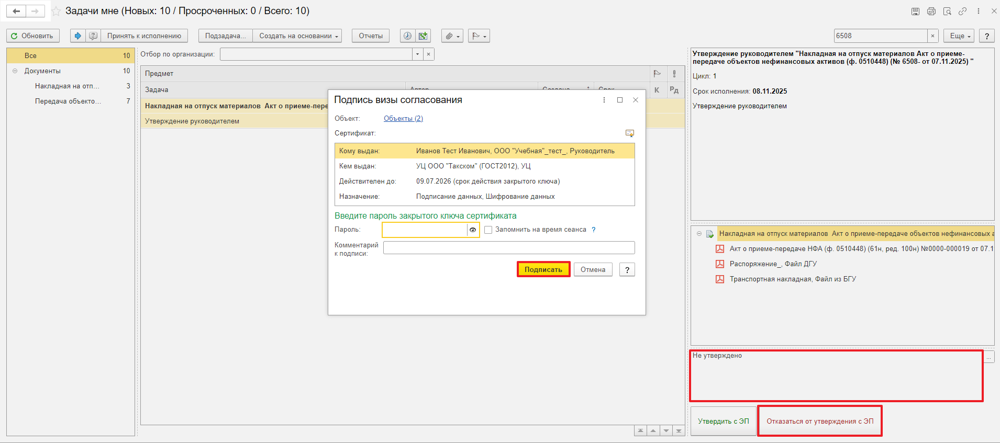 Задачи мне (Новых: 10 / Просроченных: 0 / Всего: 10)
Обновить
Принять к исполнению
Подзадача...
Создать на основании
Отчеты
6508
×
Еще
?
Все 10
Документы 10
Накладная на отп... 3
Передача объекто... 7
Отбор по организации:
Предмет
Задача
К
Рд
Накладная на отпуск материалов Акт о приеме-пере
Утверждение руководителем
Подпись визы согласования
Объект: Объекты (2)
Сертификат:
Кому выдан: Иванов Тест Иванович, ООО "Учебная"_тест_, Руководитель
Кем выдан: УЦ ООО "Такском" (ГОСТ2012), УЦ
Действителен до: 09.07.2026 (срок действия закрытого ключа)
Назначение: Подписание данных, Шифрование данных
Введите пароль закрытого ключа сертификата
Пароль:
Запомнить на время сеанса ?
Комментарий
к подписи:
Подписать
Отмена
?
Утверждение руководителем "Накладная на отпуск материалов Акт о приеме-
передаче объектов нефинансовых активов (ф. 0510448) (№ 6508- от 07.11.2025) "
Цикл: 1
Срок исполнения: 08.11.2025
Утверждение руководителем
Накладная на отпуск материалов Акт о приеме-передаче объектов нефинансовых а
Акт о приеме-передаче НФА (ф. 0510448) (61н, ред. 100н) №0000-000019 от 07.1
Распоряжение_, Файл ДГУ
Транспортная накладная, Файл из БГУ
Не утверждено
...
Утвердить с ЭП
Отказаться от утверждения с ЭП